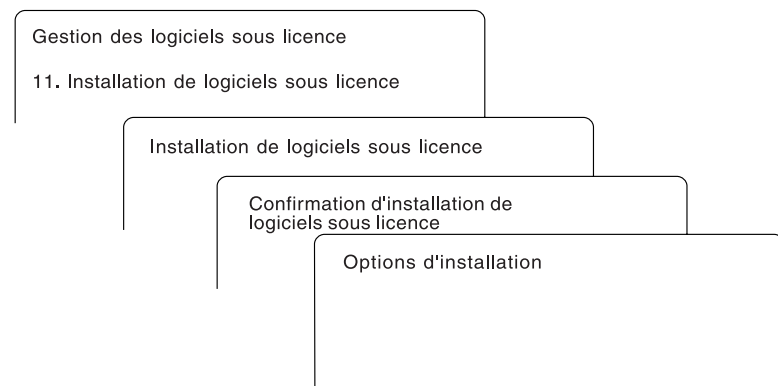 Gestion des logiciels sous licence
11. Installation de logiciels sous licence
Installation de logiciels sous licence
Confirmation d'installation de
logiciels sous licence
Options d'installation